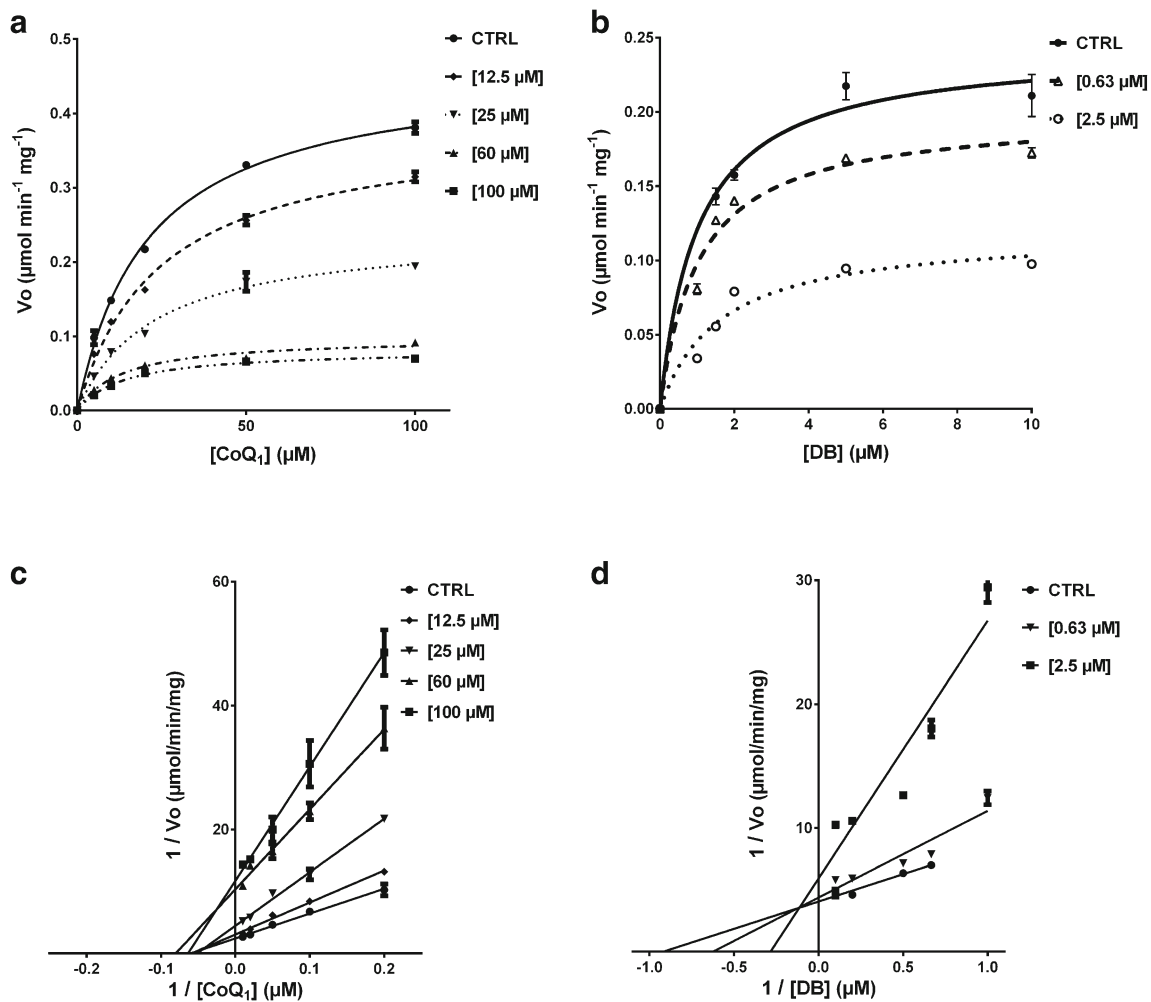 a
0.5
0.4
0.3
0.2
0.1
0.0
0
50
100
Vo (µmol min⁻¹ mg⁻¹)
[CoQ₁] (µM)
CTRL
[12.5 µM]
[25 µM]
[60 µM]
[100 µM]
b
0.25
0.20
0.15
0.10
0.05
0.00
0
2
4
6
8
10
Vo (µmol min⁻¹ mg⁻¹)
[DB] (µM)
CTRL
[0.63 µM]
[2.5 µM]
c
60
40
20
-0.2
-0.1
0.0
0.1
0.2
1 / Vo (µmol/min/mg)
1 / [CoQ₁] (µM)
CTRL
[12.5 µM]
[25 µM]
[60 µM]
[100 µM]
d
30
20
10
-1.0
-0.5
0.0
0.5
1.0
1 / Vo (µmol/min/mg)
1 / [DB] (µM)
CTRL
[0.63 µM]
[2.5 µM]